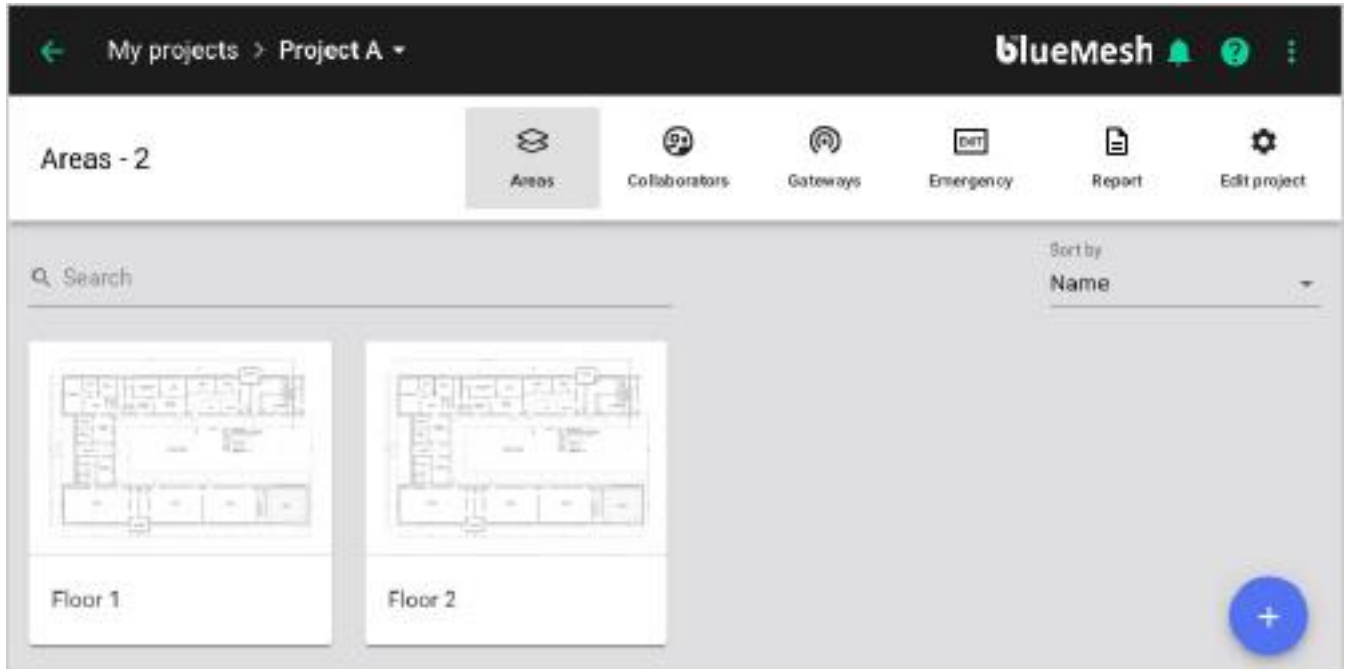 My projects > Project A
blueMesh
Areas - 2
Areas
Collaborators
Gateways
EXIT
Emergency
Report
Edit project
Search
Sort by
Name
Floor 1
Floor 2
+